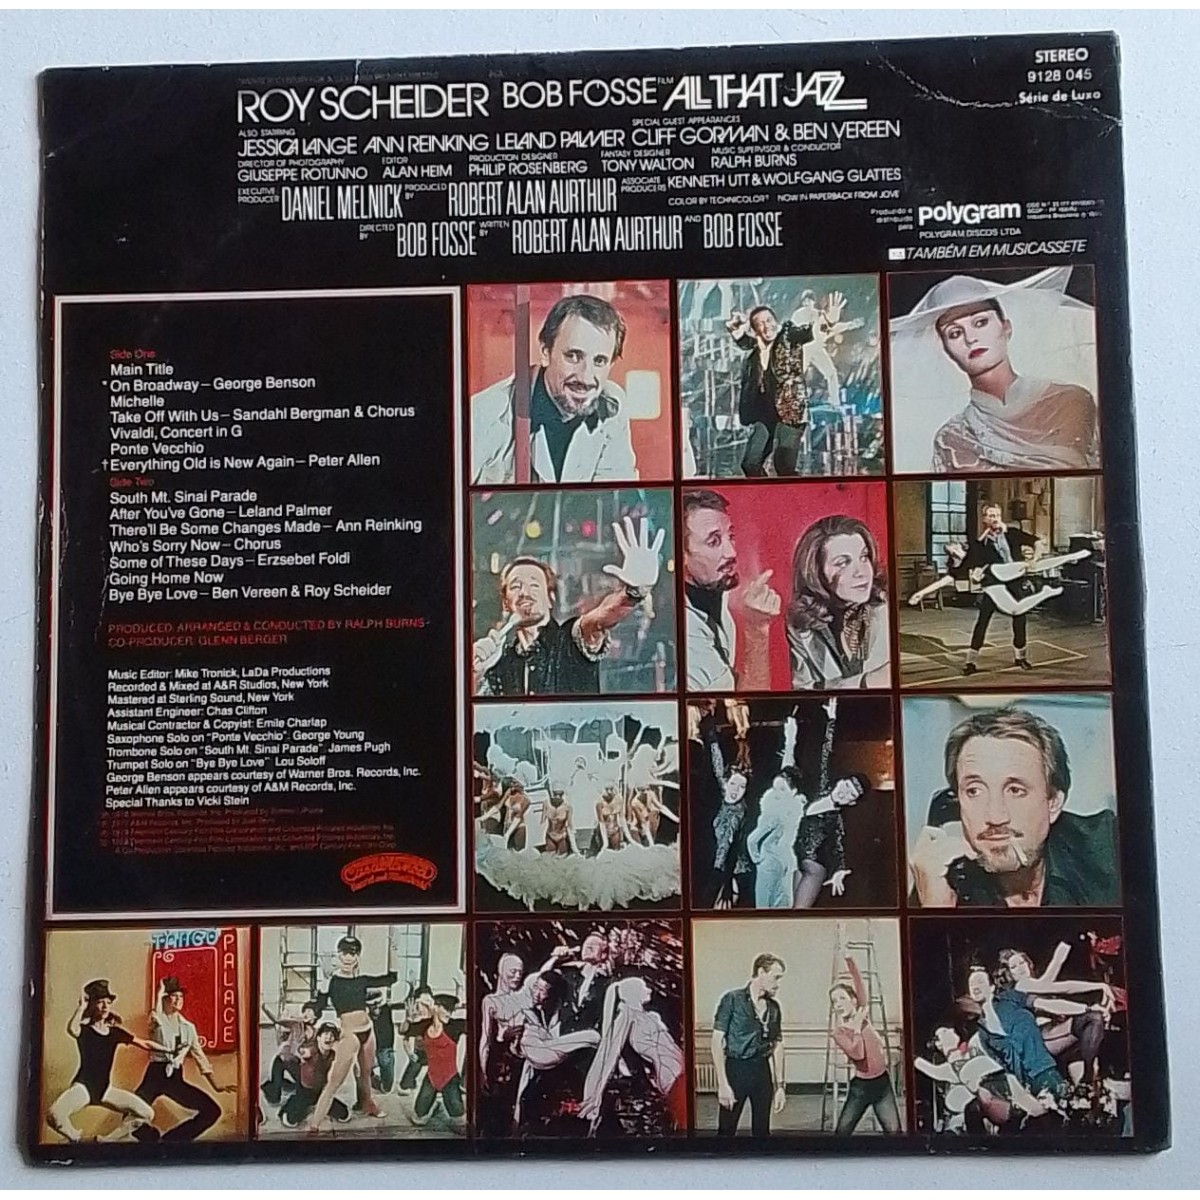 STEREO
9128 045
Série de Luxo
ROY SCHEIDER BOB FOSSE FILM ALL THAT JAZZ
ALSO STARRING
SPECIAL GUEST APPEARANCES
JESSICA LANGE ANN REINKING LELAND PALMER CLIFF GORMAN & BEN VEREEN
DIRECTOR OF PHOTOGRAPHY EDITOR PRODUCTION DESIGNER FANTASY DESIGNER MUSIC SUPERVISOR & CONDUCTOR
GIUSEPPE ROTUNNO ALAN HEIM PHILIP ROSENBERG TONY WALTON RALPH BURNS
EXECUTIVE PRODUCER DANIEL MELNICK PRODUCED BY ROBERT ALAN AURTHUR ASSOCIATE PRODUCERS KENNETH UTT & WOLFGANG GLATTES
COLOR BY TECHNICOLOR® NOW IN PAPERBACK FROM JOVE
DIRECTED BY BOB FOSSE WRITTEN BY ROBERT ALAN AURTHUR AND BOB FOSSE
Produzido e distribuído pela PolyGram
POLYGRAM DISCOS LTDA
TAMBÉM EM MUSICASSETE
Side One
Main Title
*On Broadway – George Benson
Michelle
Take Off With Us – Sandahl Bergman & Chorus
Vivaldi, Concert in G
Ponte Vecchio
†Everything Old is New Again – Peter Allen
Side Two
South Mt. Sinai Parade
After You've Gone – Leland Palmer
There'll Be Some Changes Made – Ann Reinking
Who's Sorry Now – Chorus
Some of These Days – Erzsebet Foldi
Going Home Now
Bye Bye Love – Ben Vereen & Roy Scheider
PRODUCED, ARRANGED & CONDUCTED BY RALPH BURNS
CO-PRODUCER: GLENN BERGER
Music Editor: Mike Tronick, LaDa Productions
Recorded & Mixed at A&R Studios, New York
Mastered at Sterling Sound, New York
Assistant Engineer: Chas Clifton
Musical Contractor & Copyist: Emile Charlap
Saxophone Solo on "Ponte Vecchio": George Young
Trombone Solo on "South Mt. Sinai Parade": James Pugh
Trumpet Solo on "Bye Bye Love": Lou Soloff
George Benson appears courtesy of Warner Bros. Records, Inc.
Peter Allen appears courtesy of A&M Records, Inc.
Special Thanks to Vicki Stein
Casablanca
Record and FilmWorks
TANGO
PALACE